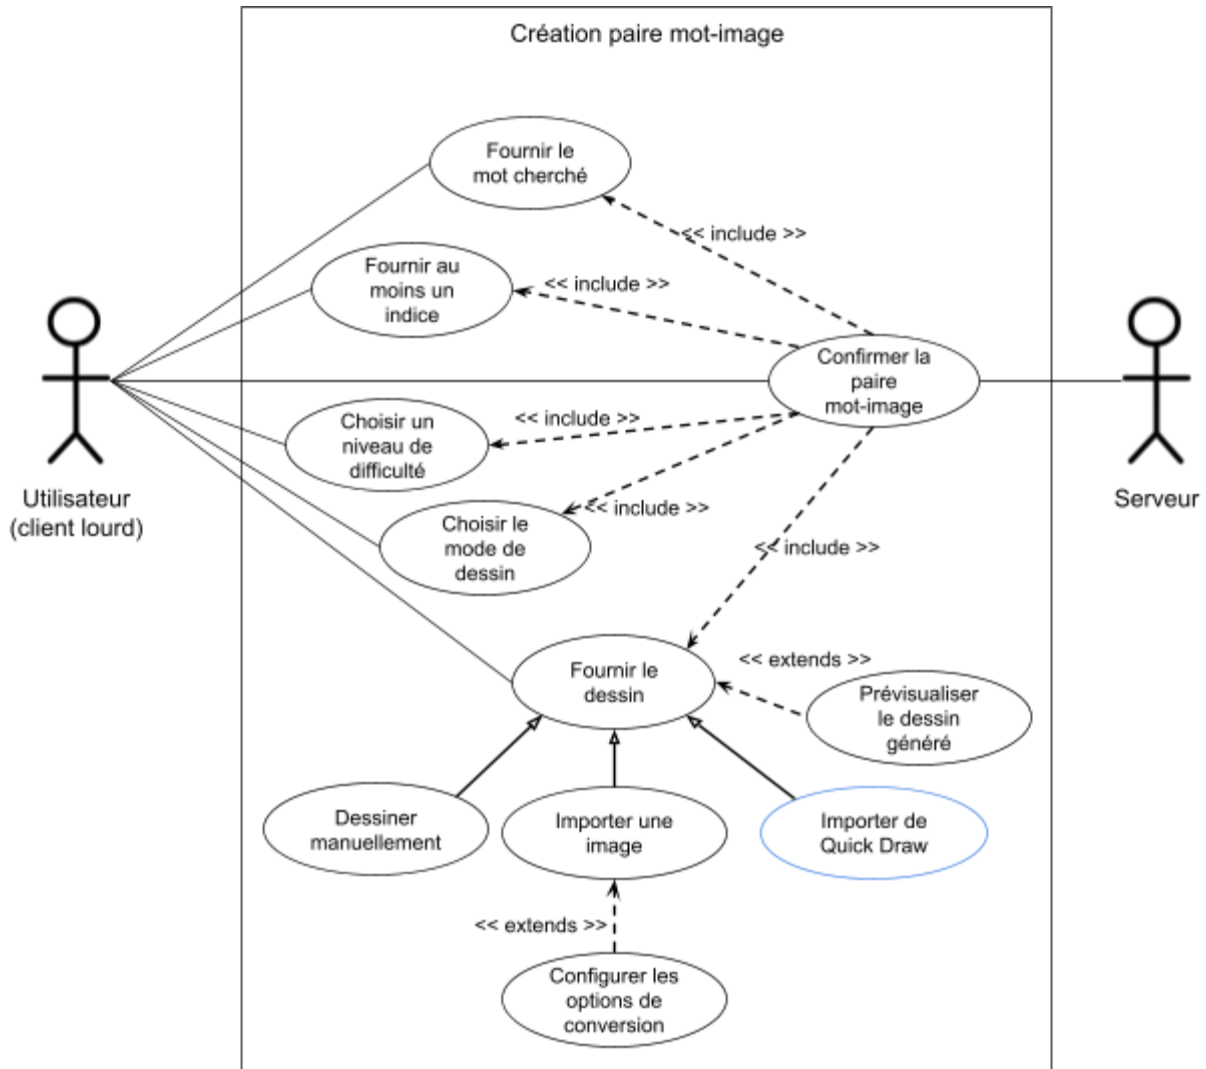 Création paire mot-image
Fournir le
mot cherché
<< include >>
Fournir au
moins un
indice
<< include >>
Confirmer la
paire
mot-image
Choisir un
niveau de
difficulté
<< include >>
Utilisateur
(client lourd)
Serveur
Choisir le
mode de
dessin
<< include >>
<< include >>
Fournir le
dessin
<< extends >>
Prévisualiser
le dessin
généré
Dessiner
manuellement
Importer une
image
Importer de
Quick Draw
<< extends >>
Configurer les
options de
conversion